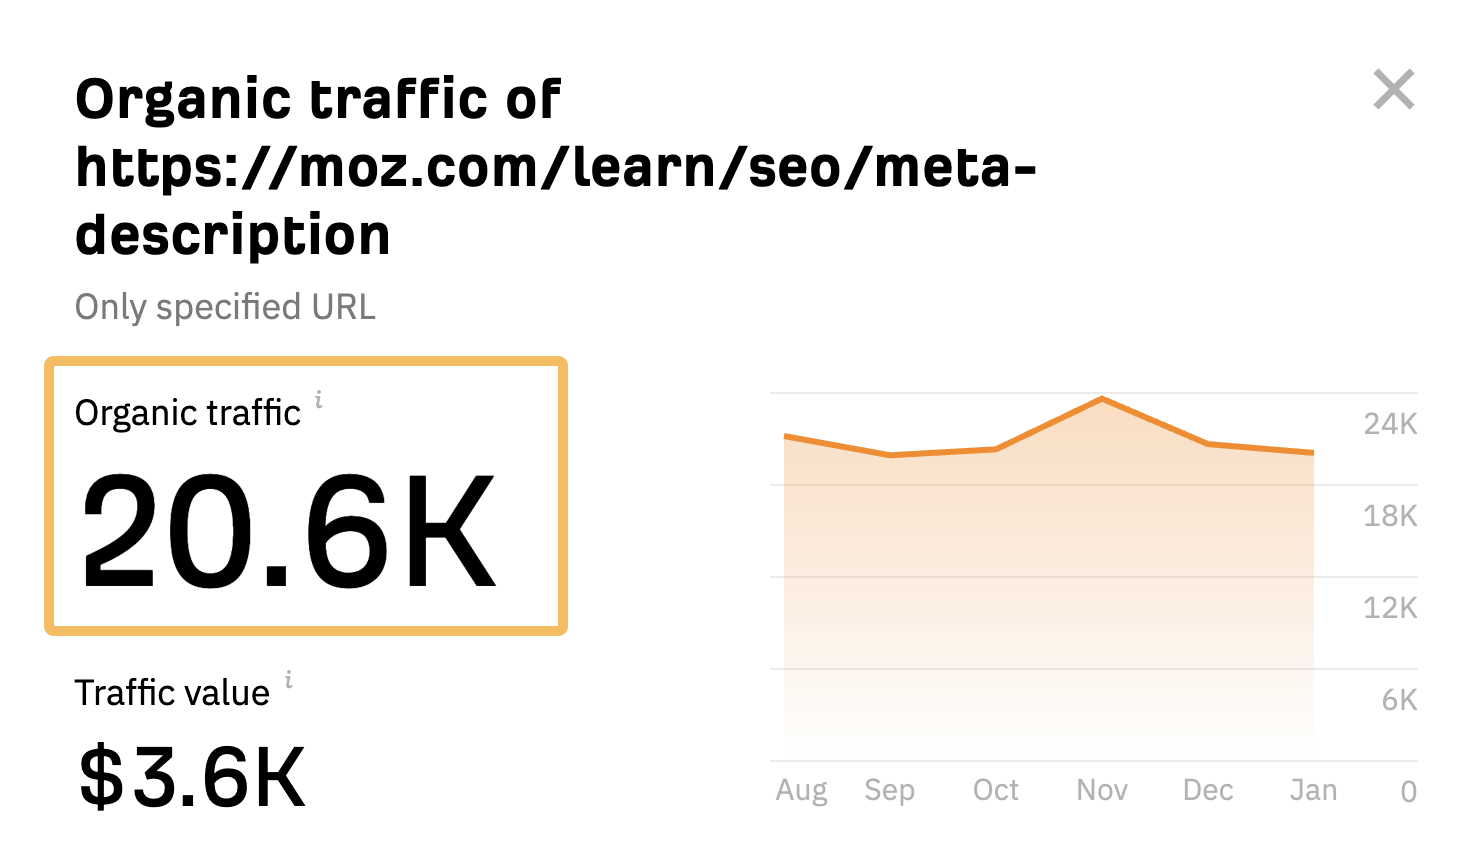 Organic traffic of
https://moz.com/learn/seo/meta-
description
Only specified URL
Organic traffic i
20.6K
Traffic value i
$3.6K
24K
18K
12K
6K
0
Aug Sep Oct Nov Dec Jan